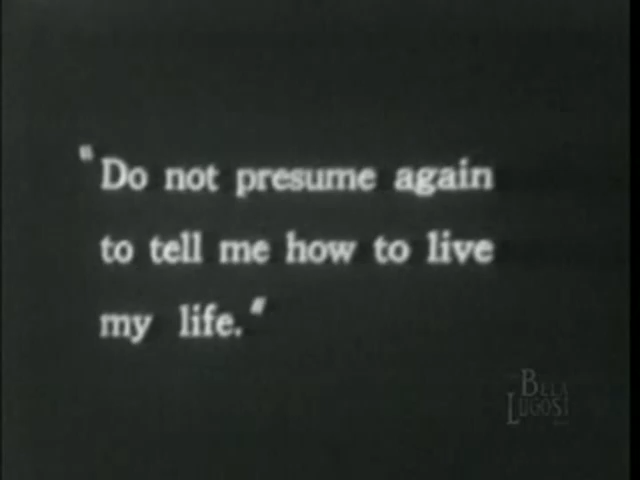 "Do not presume again
to tell me how to live
my life."
BELA
LUGOSI